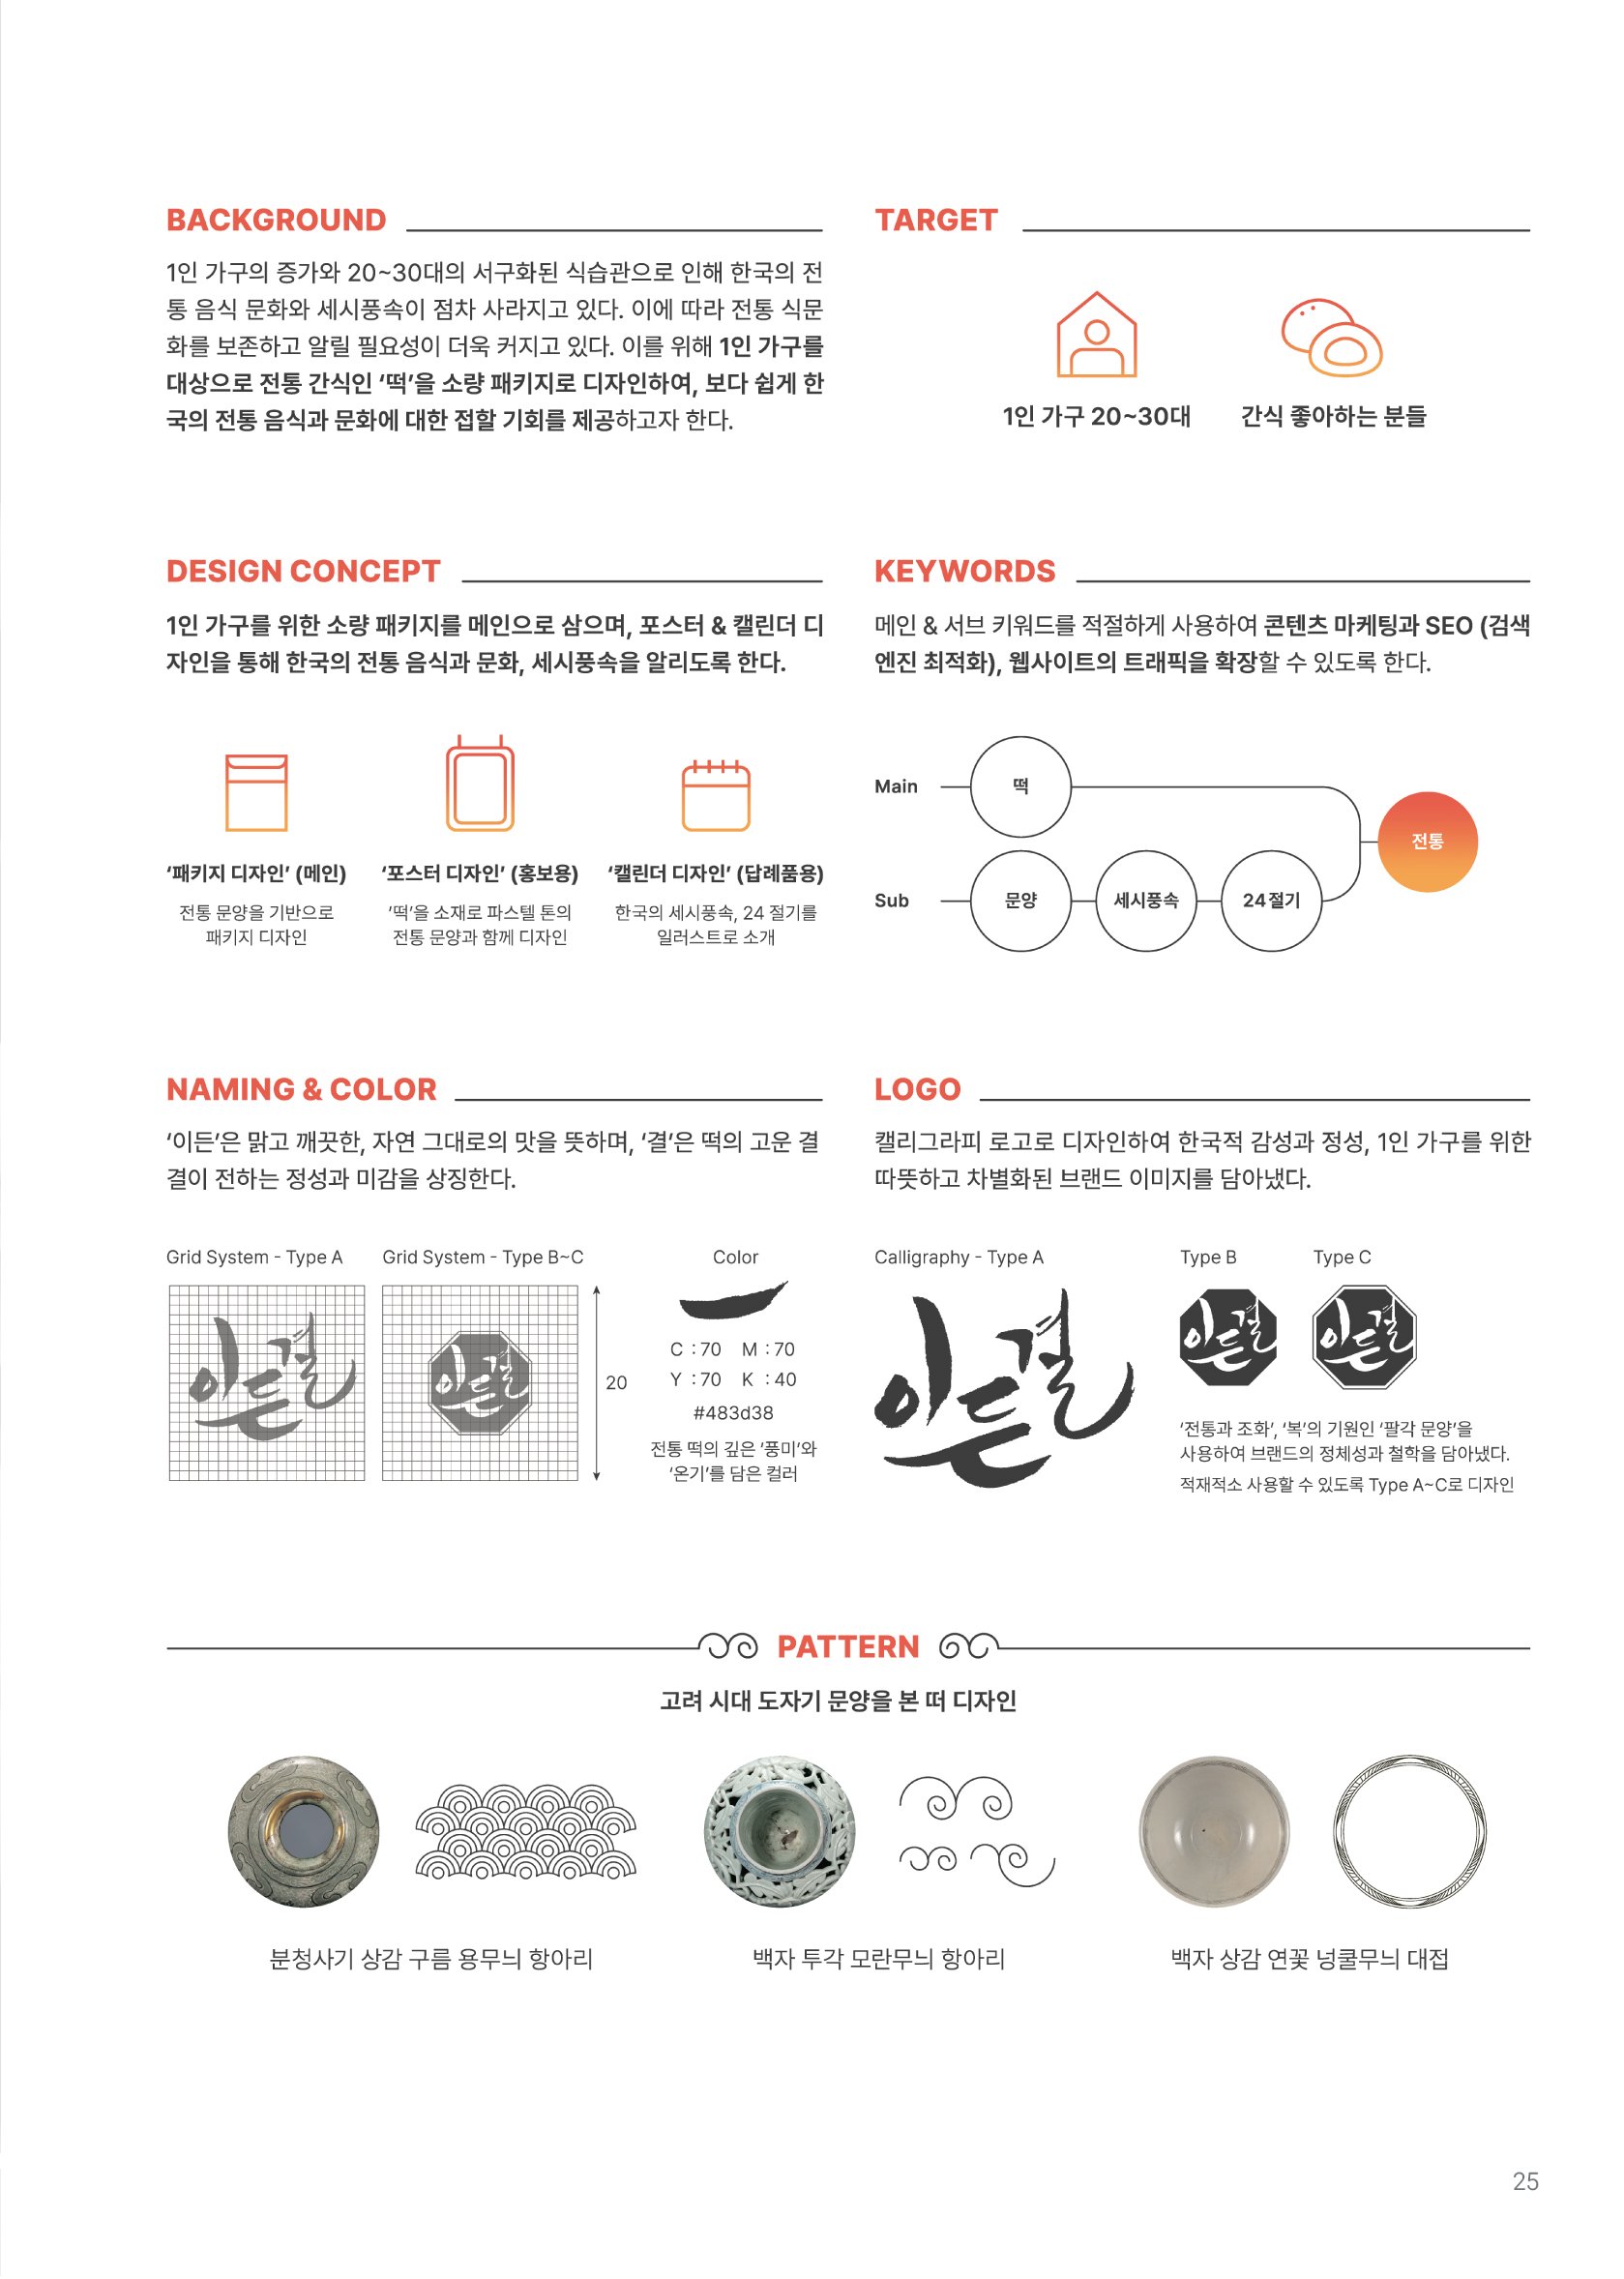 BACKGROUND
1인 가구의 증가와 20~30대의 서구화된 식습관으로 인해 한국의 전
통 음식 문화와 세시풍속이 점차 사라지고 있다. 이에 따라 전통 식문
화를 보존하고 알릴 필요성이 더욱 커지고 있다. 이를 위해 1인 가구를
대상으로 전통 간식인 ‘떡’을 소량 패키지로 디자인하여, 보다 쉽게 한
국의 전통 음식과 문화에 대한 접할 기회를 제공하고자 한다.
TARGET
1인 가구 20~30대
간식 좋아하는 분들
DESIGN CONCEPT
1인 가구를 위한 소량 패키지를 메인으로 삼으며, 포스터 & 캘린더 디
자인을 통해 한국의 전통 음식과 문화, 세시풍속을 알리도록 한다.
‘패키지 디자인’ (메인)
전통 문양을 기반으로
패키지 디자인
‘포스터 디자인’ (홍보용)
‘떡’을 소재로 파스텔 톤의
전통 문양과 함께 디자인
‘캘린더 디자인’ (답례품용)
한국의 세시풍속, 24 절기를
일러스트로 소개
KEYWORDS
메인 & 서브 키워드를 적절하게 사용하여 콘텐츠 마케팅과 SEO (검색
엔진 최적화), 웹사이트의 트래픽을 확장할 수 있도록 한다.
Main
떡
전통
Sub
문양
세시풍속
24 절기
NAMING & COLOR
‘이든’은 맑고 깨끗한, 자연 그대로의 맛을 뜻하며, ‘결’은 떡의 고운 결
결이 전하는 정성과 미감을 상징한다.
Grid System - Type A
이든결
Grid System - Type B~C
이든결
20
Color
C : 70 M : 70
Y : 70 K : 40
#483d38
전통 떡의 깊은 ‘풍미’와
‘온기’를 담은 컬러
LOGO
캘리그라피 로고로 디자인하여 한국적 감성과 정성, 1인 가구를 위한
따뜻하고 차별화된 브랜드 이미지를 담아냈다.
Calligraphy - Type A
이든결
Type B
이든결
Type C
이든결
‘전통과 조화’, ‘복’의 기원인 ‘팔각 문양’을
사용하여 브랜드의 정체성과 철학을 담아냈다.
적재적소 사용할 수 있도록 Type A~C로 디자인
PATTERN
고려 시대 도자기 문양을 본 떠 디자인
분청사기 상감 구름 용무늬 항아리
백자 투각 모란무늬 항아리
백자 상감 연꽃 넝쿨무늬 대접
25